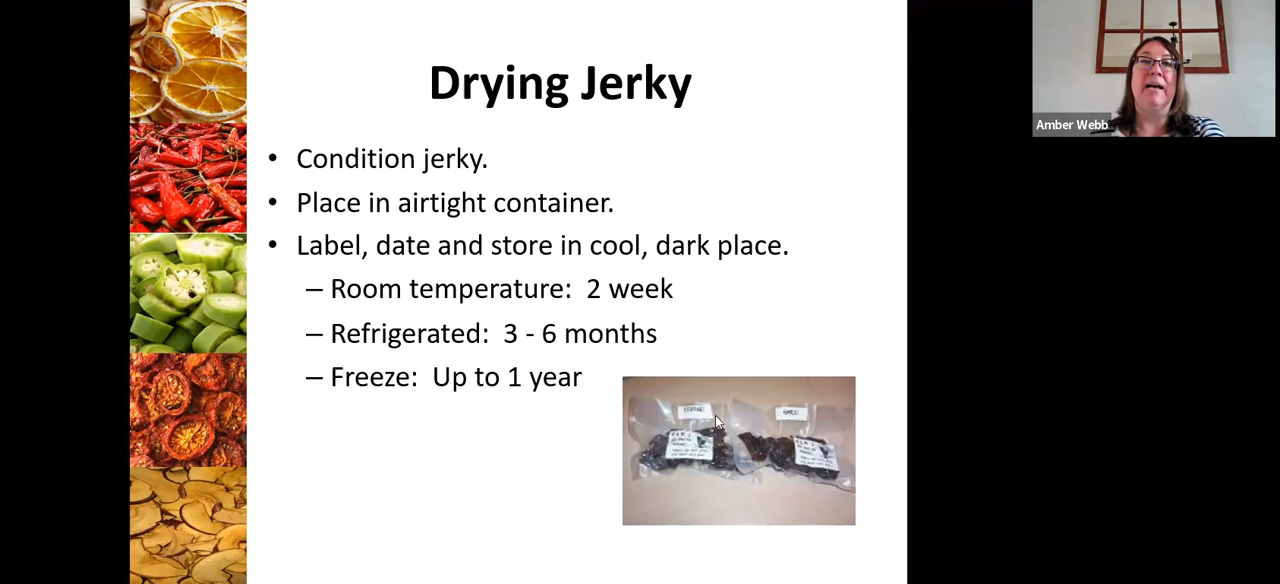 Drying Jerky
• Condition jerky.
• Place in airtight container.
• Label, date and store in cool, dark place.
– Room temperature:  2 week
– Refrigerated:  3 - 6 months
– Freeze:  Up to 1 year
Amber Webb